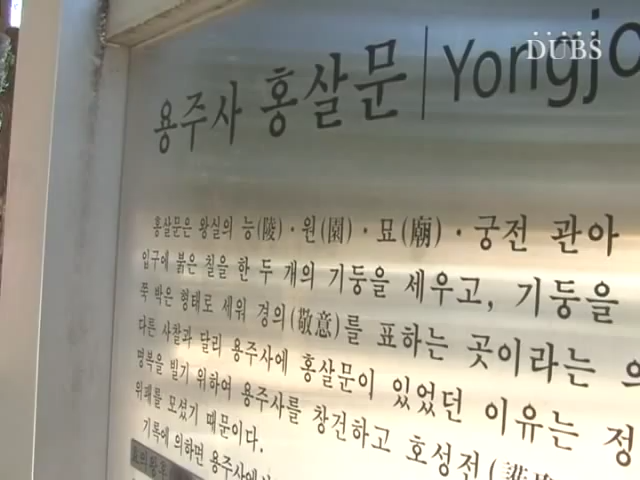 DUBS
용주사 홍살문 | Yongjo
홍살문은 왕실의 능(陵)·원(園)·묘(廟)·궁전 관아
입구에 붉은 칠을 한 두 개의 기둥을 세우고, 기둥을
쭉 박은 형태로 세워 경의(敬意)를 표하는 곳이라는 의
다른 사찰과 달리 용주사에 홍살문이 있었던 이유는 정
명복을 빌기 위하여 용주사를 창건하고 호성전(
위패를 모셨기 때문이다.
기록에 의하면 용주사에서